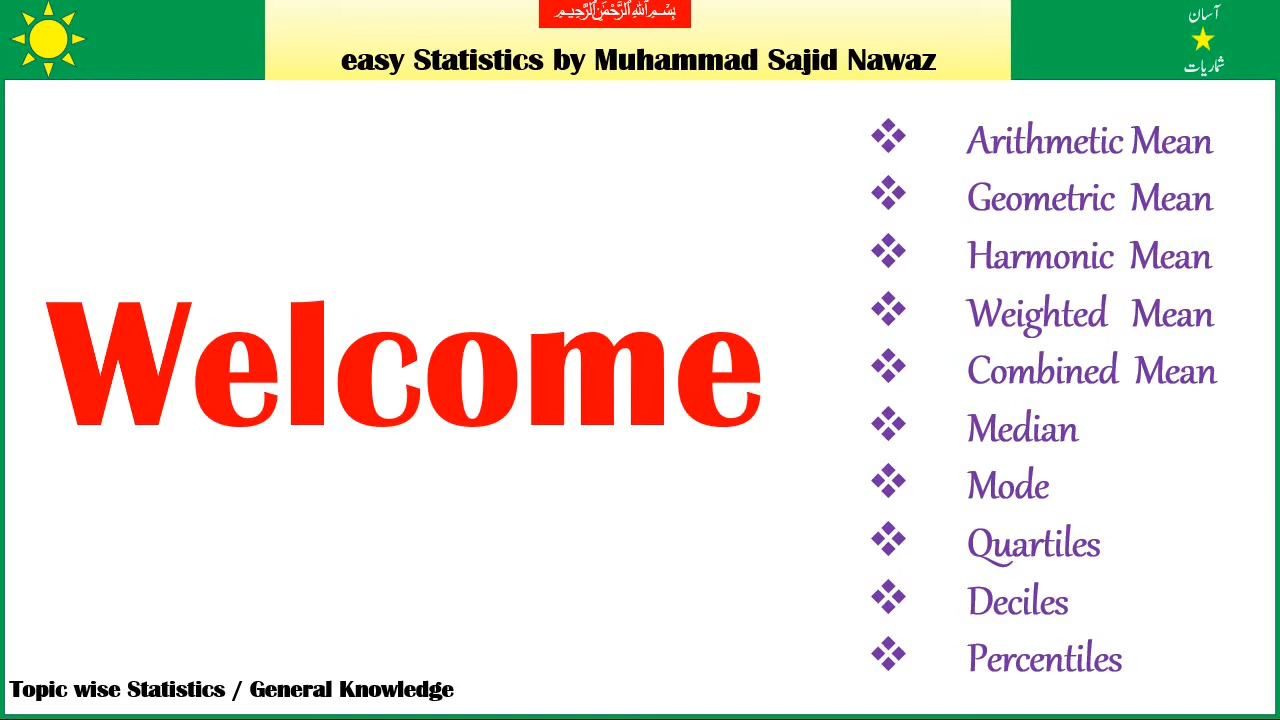 بِسْمِ اللهِ الرَّحْمٰنِ الرَّحِيْمِ
easy Statistics by Muhammad Sajid Nawaz
آسان
شماریات
Welcome
Arithmetic Mean
Geometric Mean
Harmonic Mean
Weighted Mean
Combined Mean
Median
Mode
Quartiles
Deciles
Percentiles
Topic wise Statistics / General Knowledge